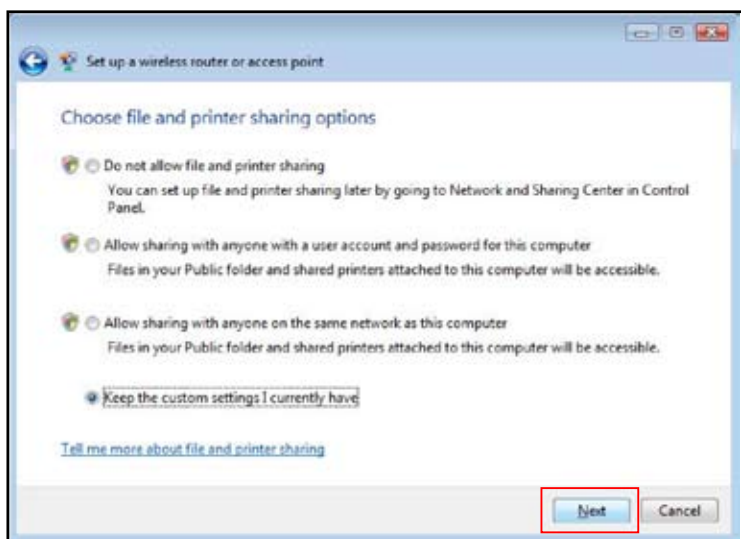 Set up a wireless router or access point
Choose file and printer sharing options
Do not allow file and printer sharing
You can set up file and printer sharing later by going to Network and Sharing Center in Control
Panel.
Allow sharing with anyone with a user account and password for this computer
Files in your Public folder and shared printers attached to this computer will be accessible.
Allow sharing with anyone on the same network as this computer
Files in your Public folder and shared printers attached to this computer will be accessible.
Keep the custom settings I currently have
Tell me more about file and printer sharing
Next Cancel